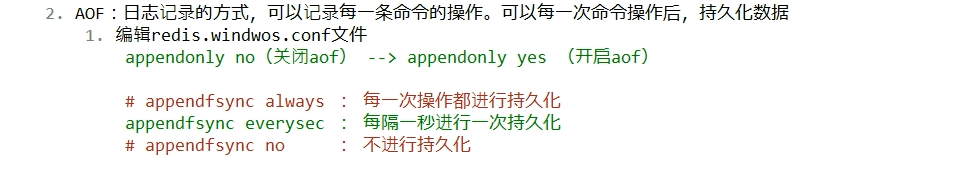 2. AOF：日志记录的方式，可以记录每一条命令的操作。可以每一次命令操作后，持久化数据
1. 编辑redis.windwos.conf文件
appendonly no（关闭aof） --> appendonly yes （开启aof）
# appendfsync always ： 每一次操作都进行持久化
appendfsync everysec ： 每隔一秒进行一次持久化
# appendfsync no ： 不进行持久化